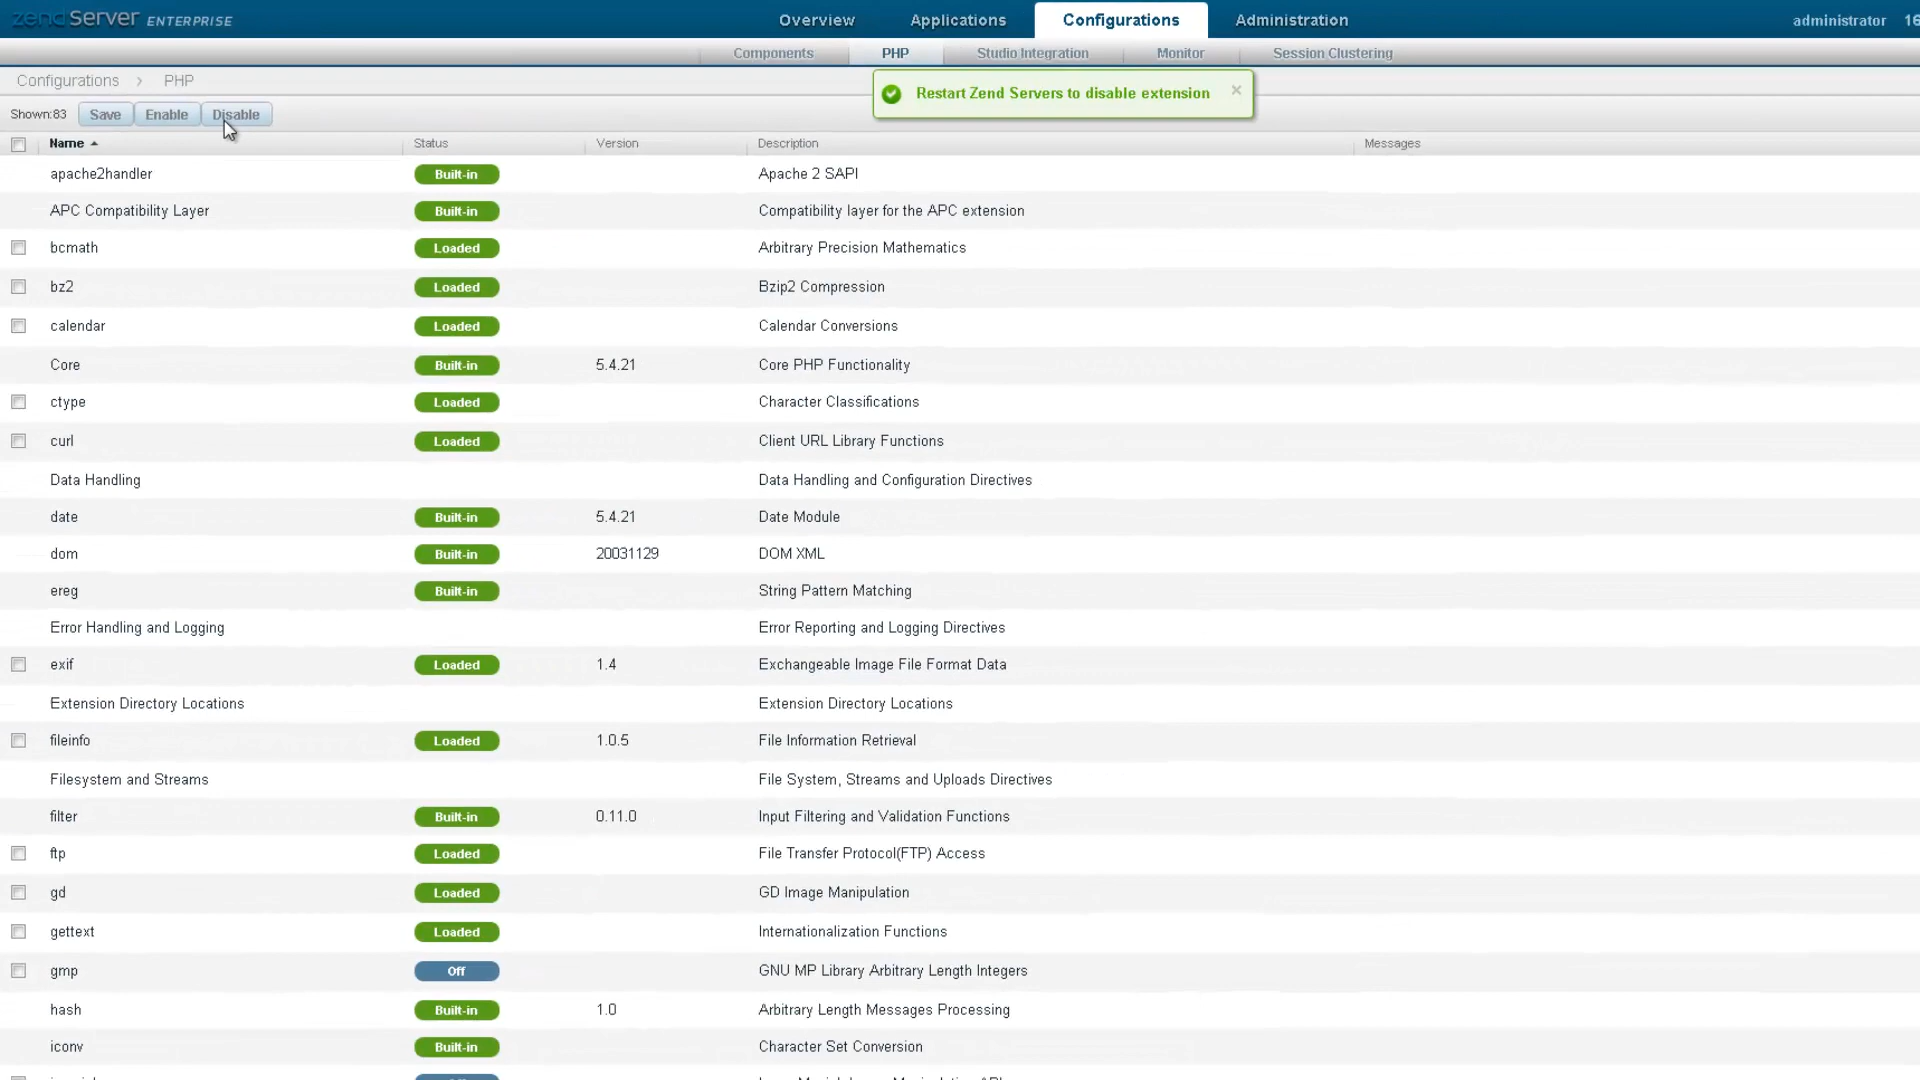 zendServer ENTERPRISE
Overview Applications Configurations Administration administrator 16
Components PHP Studio Integration Monitor Session Clustering
Configurations > PHP
Restart Zend Servers to disable extension
Shown:83 Save Enable Disable
Name Status Version Description Messages
apache2handler Built-in Apache 2 SAPI
APC Compatibility Layer Built-in Compatibility layer for the APC extension
bcmath Loaded Arbitrary Precision Mathematics
bz2 Loaded Bzip2 Compression
calendar Loaded Calendar Conversions
Core Built-in 5.4.21 Core PHP Functionality
ctype Loaded Character Classifications
curl Loaded Client URL Library Functions
Data Handling Data Handling and Configuration Directives
date Built-in 5.4.21 Date Module
dom Built-in 20031129 DOM XML
ereg Built-in String Pattern Matching
Error Handling and Logging Error Reporting and Logging Directives
exif Loaded 1.4 Exchangeable Image File Format Data
Extension Directory Locations Extension Directory Locations
fileinfo Loaded 1.0.5 File Information Retrieval
Filesystem and Streams File System, Streams and Uploads Directives
filter Built-in 0.11.0 Input Filtering and Validation Functions
ftp Loaded File Transfer Protocol(FTP) Access
gd Loaded GD Image Manipulation
gettext Loaded Internationalization Functions
gmp Off GNU MP Library Arbitrary Length Integers
hash Built-in 1.0 Arbitrary Length Messages Processing
iconv Built-in Character Set Conversion